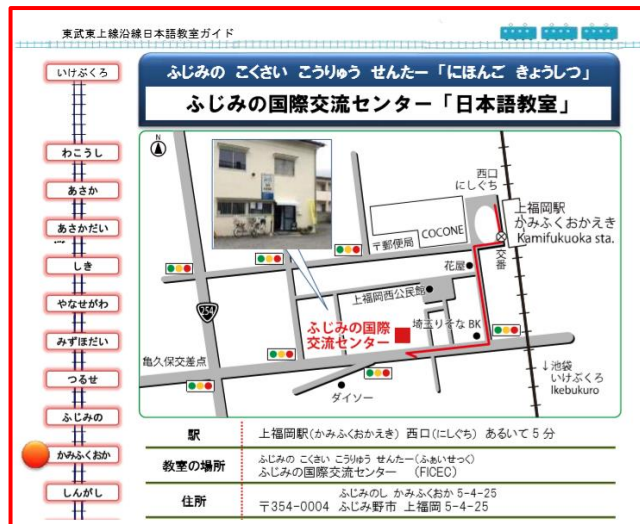 東武東上線沿線日本語教室ガイド
いけぶくろ
わこうし
あさか
あさかだい
しき
やなせがわ
みずほだい
つるせ
ふじみの
かみふくおか
しんがし
ふじみの こくさい こうりゅう せんたー「にほんご きょうしつ」
ふじみの国際交流センター「日本語教室」
N
西口
にしぐち
上福岡駅
かみふくおかえき
Kamifukuoka sta.
交番
COCONE
〒郵便局
花屋
上福岡西公民館
埼玉りそな BK
ふじみの国際
交流センター
254
亀久保交差点
ダイソー
↓池袋
いけぶくろ
Ikebukuro
駅 上福岡駅(かみふくおかえき) 西口(にしぐち) あるいて 5 分
教室の場所 ふじみの こくさい こうりゅう せんたー(ふぁいせっく)
ふじみの国際交流センター (FICEC)
住所 ふじみのし かみふくおか 5-4-25
〒354-0004 ふじみ野市 上福岡 5-4-25